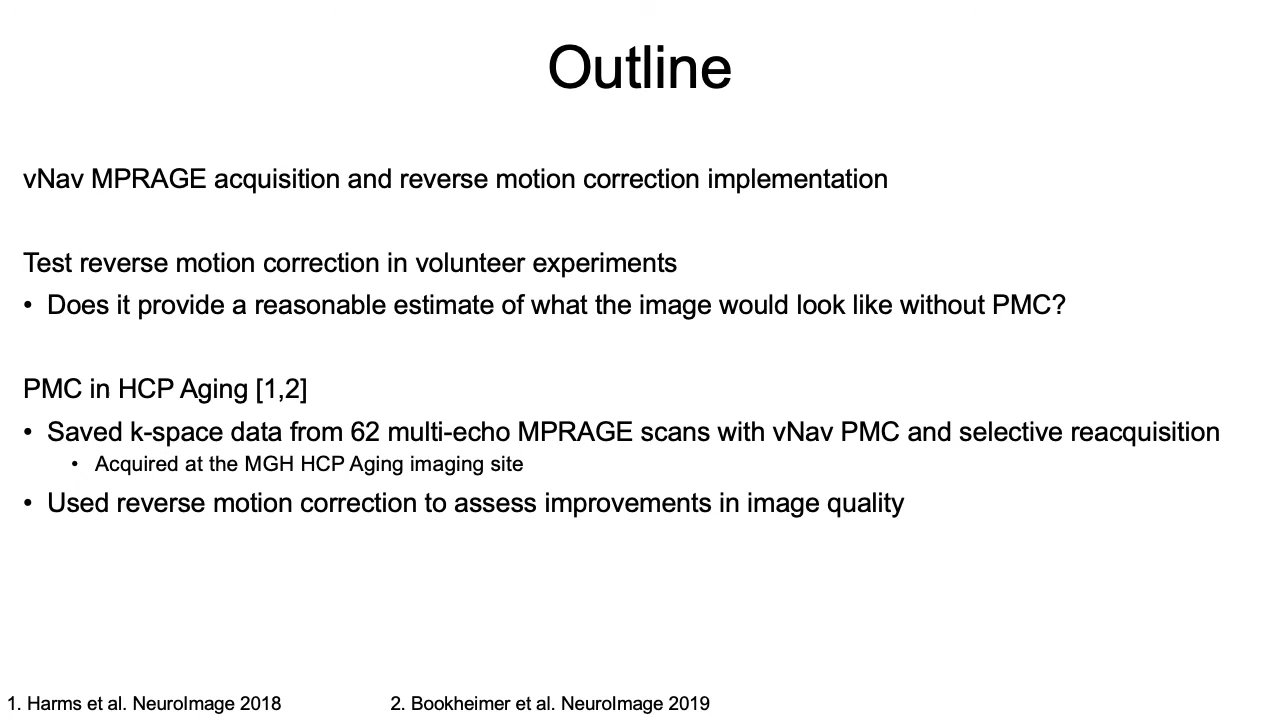 Outline
vNav MPRAGE acquisition and reverse motion correction implementation
Test reverse motion correction in volunteer experiments
• Does it provide a reasonable estimate of what the image would look like without PMC?
PMC in HCP Aging [1,2]
• Saved k-space data from 62 multi-echo MPRAGE scans with vNav PMC and selective reacquisition
• Acquired at the MGH HCP Aging imaging site
• Used reverse motion correction to assess improvements in image quality
1. Harms et al. NeuroImage 2018 2. Bookheimer et al. NeuroImage 2019